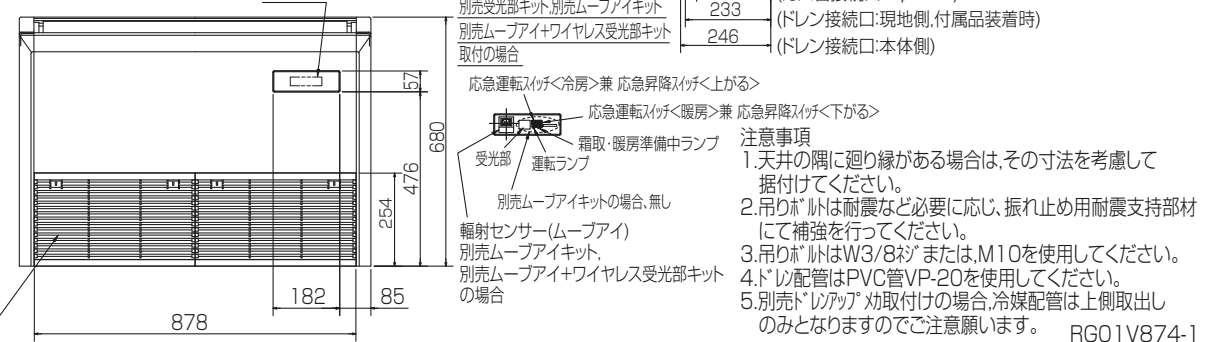 別売受光部キット,別売ムーブアイキット
別売ムーブアイ+ワイヤレス受光部キット
取付の場合
233
(ドレン接続口:現地側,付属品装着時)
246
(ドレン接続口:本体側)
応急運転スイッチ<冷房>兼 応急昇降スイッチ<上がる>
応急運転スイッチ<暖房>兼 応急昇降スイッチ<下がる>
霜取・暖房準備中ランプ
受光部
運転ランプ
別売ムーブアイキットの場合、無し
輻射センサー(ムーブアイ)
別売ムーブアイキット,
別売ムーブアイ+ワイヤレス受光部キット
の場合
57
680
476
254
182
85
878
注意事項
1.天井の隅に廻り縁がある場合は,その寸法を考慮して
据付けてください。
2.吊りボルトは耐震など必要に応じ、振れ止め用耐震支持部材
にて補強を行ってください。
3.吊りボルトはW3/8ネジまたは,M10を使用してください。
4.ドレン配管はPVC管VP-20を使用してください。
5.別売ドレンアップメカ取付けの場合,冷媒配管は上側取出し
のみとなりますのでご注意願います。
RG01V874-1